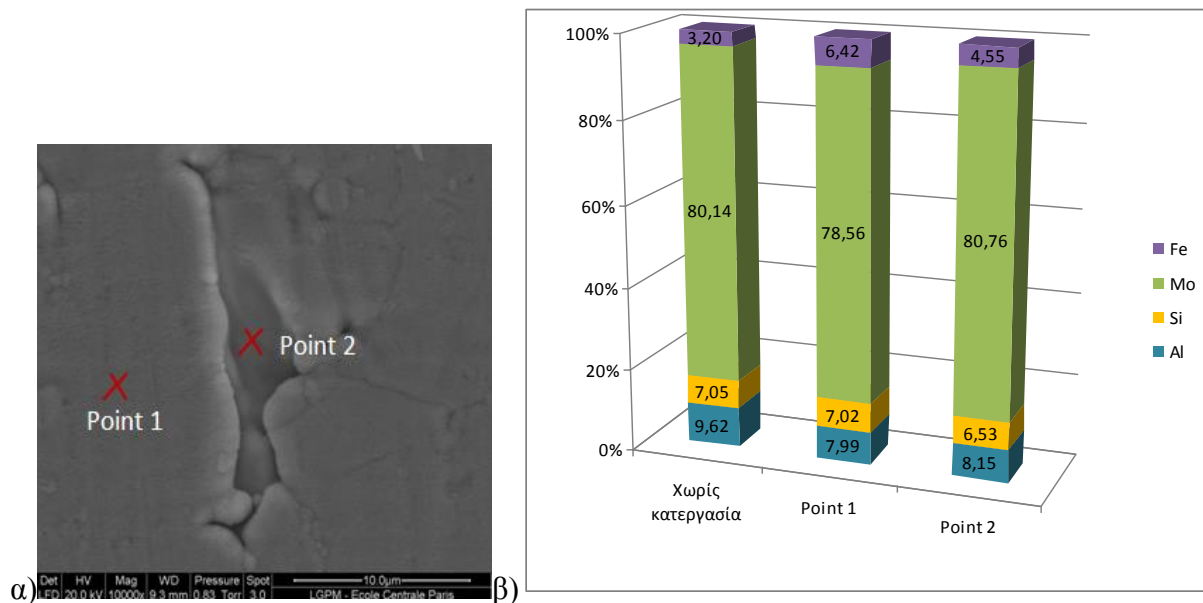 Point 1
Point 2
Det HV Mag WD Pressure Spot 10.0µm
LFD 20.0 kV 10000x 9.3 mm 0.83 Torr 3.0 LGPM - Ecole Centrale Paris
α)
β)
100%
80%
60%
40%
20%
0%
3,20
80,14
7,05
9,62
6,42
78,56
7,02
7,99
4,55
80,76
6,53
8,15
Χωρίς
κατεργασία
Point 1
Point 2
Fe
Mo
Si
Al